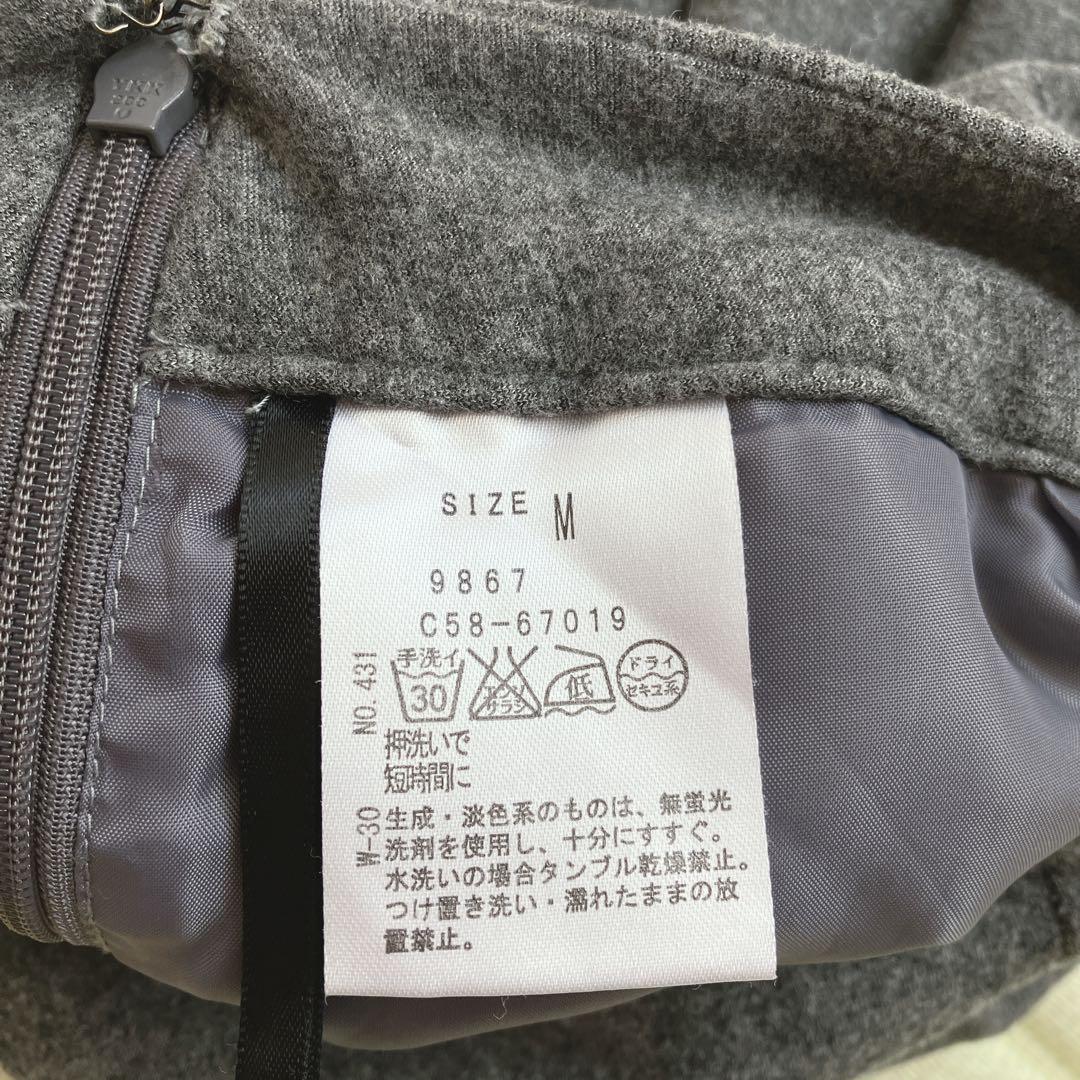 YKK
SIZE M
9867
C58-67019
手洗イ
30
エンソ
サラシ
低
ドライ
セキユ系
NO.431
押洗いで
短時間に
W-30
生成・淡色系のものは、無蛍光
洗剤を使用し、十分にすすぐ。
水洗いの場合タンブル乾燥禁止。
つけ置き洗い・濡れたままの放
置禁止。